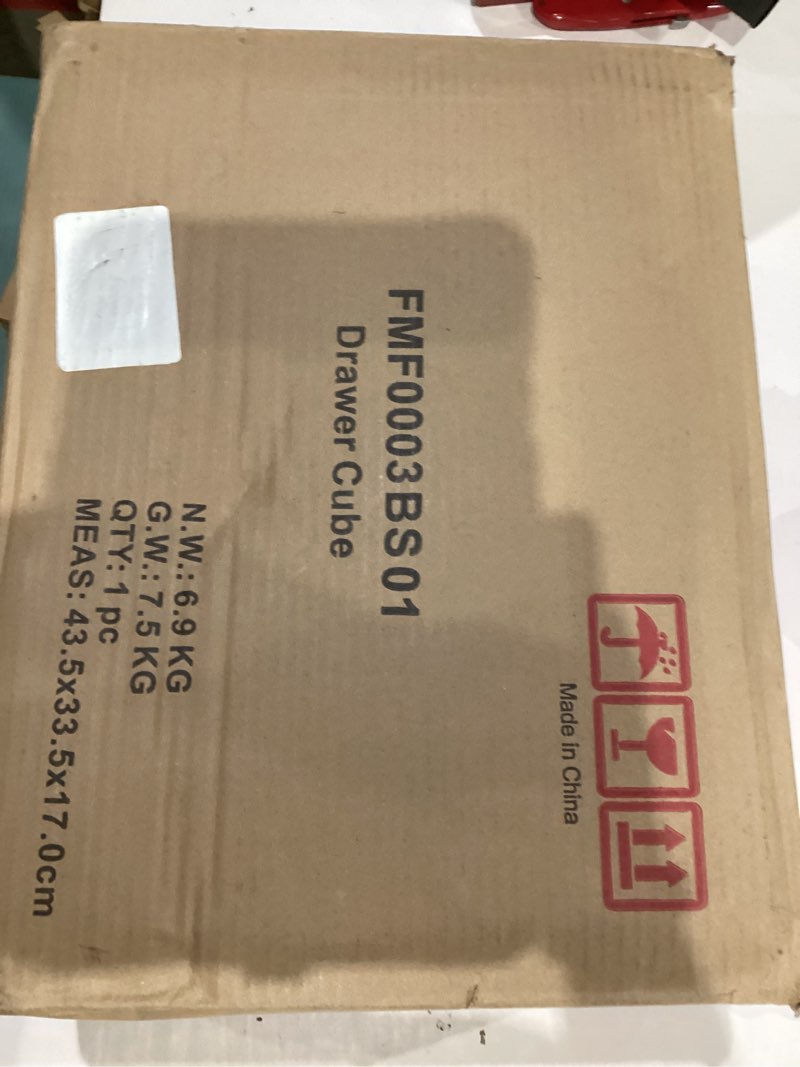 Made in China
FMF0003BS01
Drawer Cube
N.W.: 6.9 KG
G.W.: 7.5 KG
QTY: 1 pc
MEAS: 43.5x33.5x17.0cm